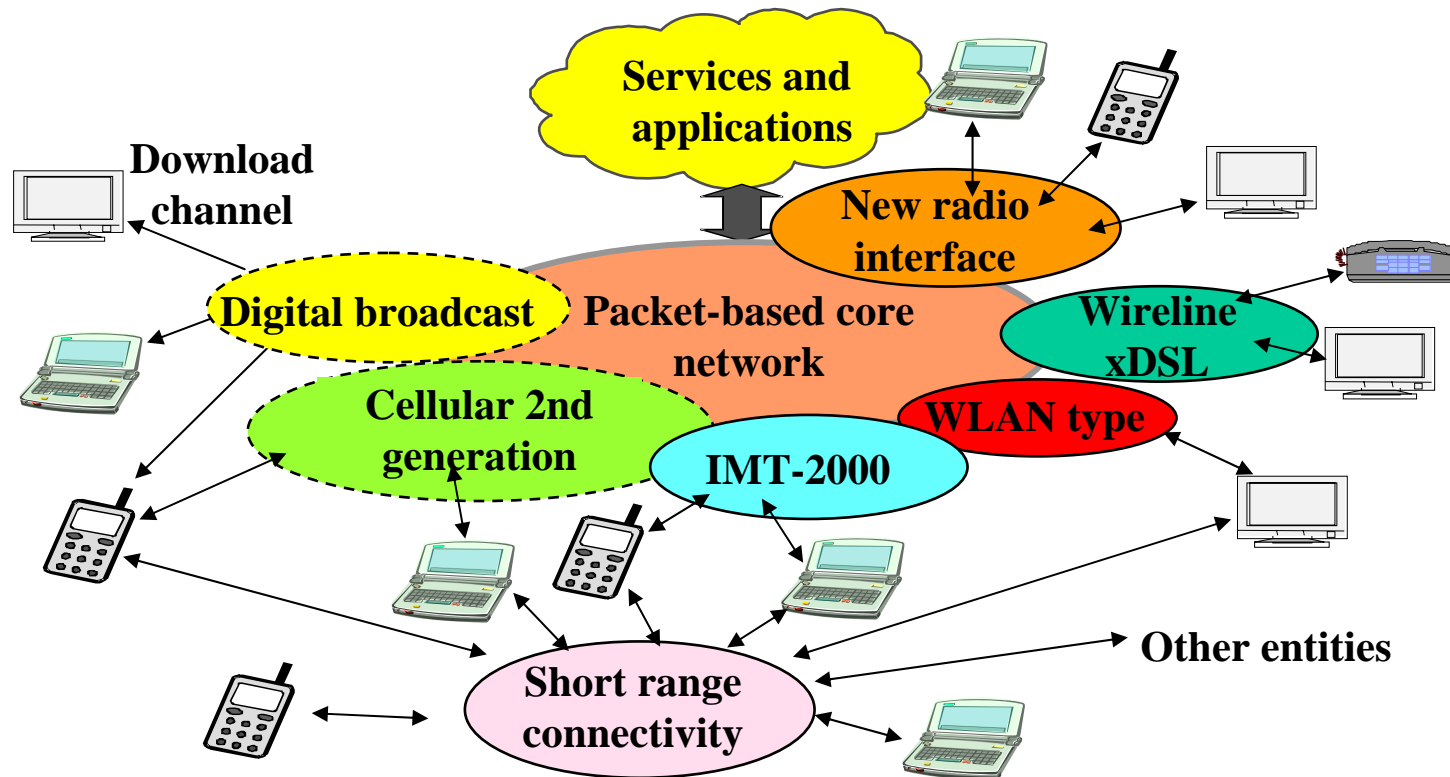 Services and
applications
Download
channel
New radio
interface
Digital broadcast
Packet-based core
network
Wireline
xDSL
Cellular 2nd
generation
WLAN type
IMT-2000
Other entities
Short range
connectivity